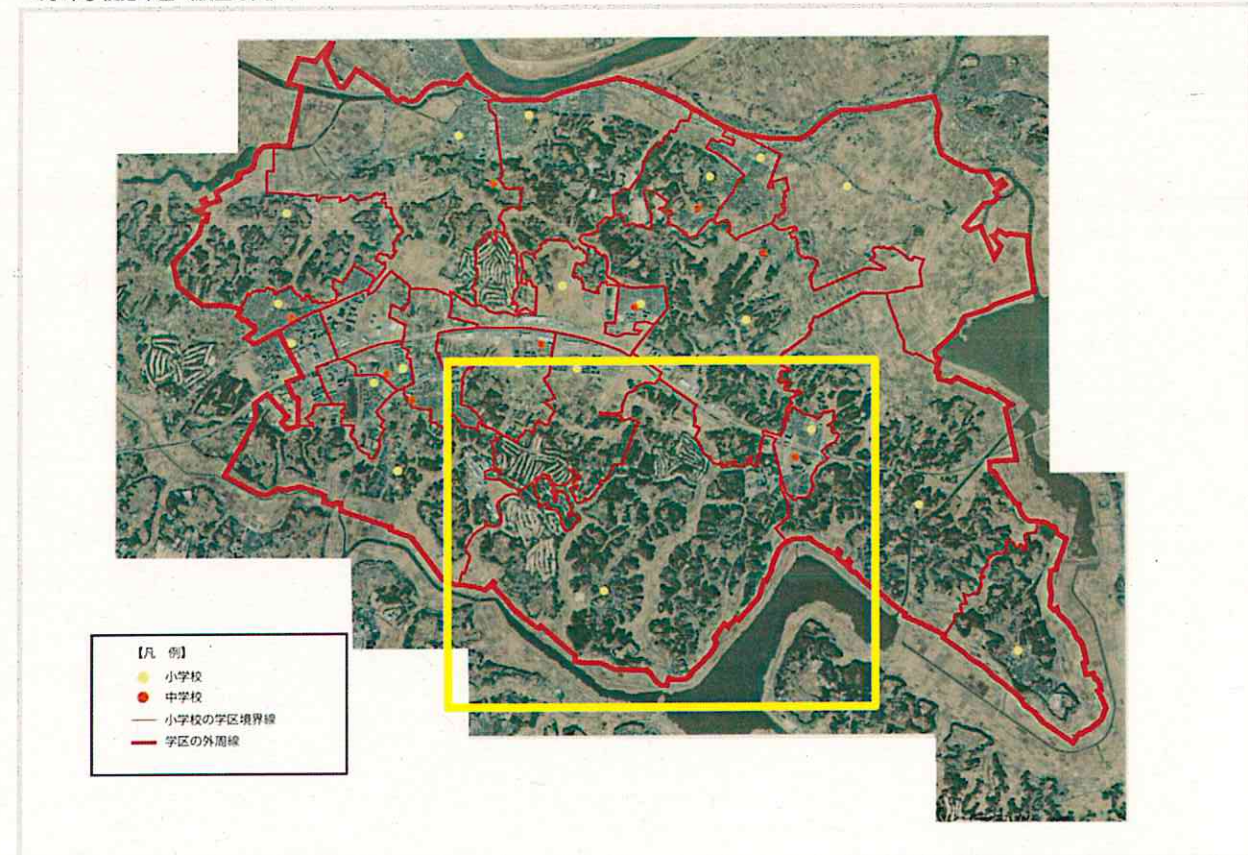 【凡 例】
小学校
中学校
小学校の学区境界線
学区の外周線